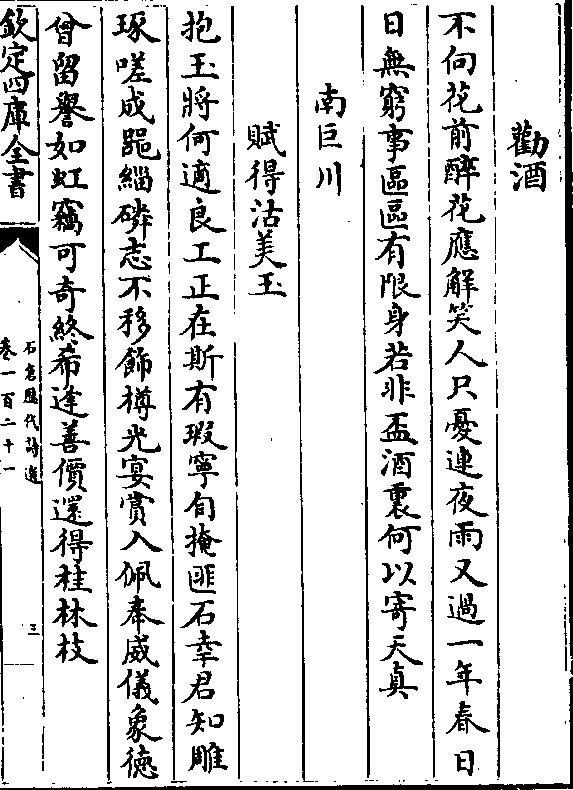 勸酒
不向花前醉花應解笑人只憂連夜雨又過一年春日
日無窮事區區有限身若非盃酒裏何以寄天真
南巨川
賦得沽美玉
抱玉將何適良工正在斯有瑕寧自掩匪石幸君知雕
琢嗟成器緇磷志不移飾樽光宴賞入佩奉威儀象徳
曾留譽如虹竊可奇終希逢善價還得桂林枝
欽定四庫全書
石倉歴代詩選
卷一百二十一
三